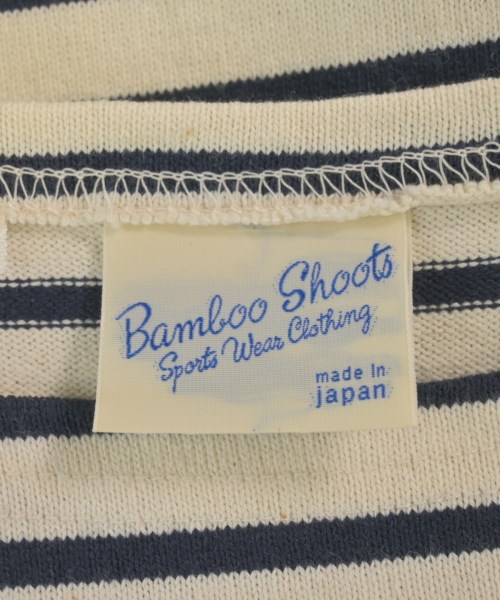 Bamboo Shoots
Sports Wear Clothing
made in
japan